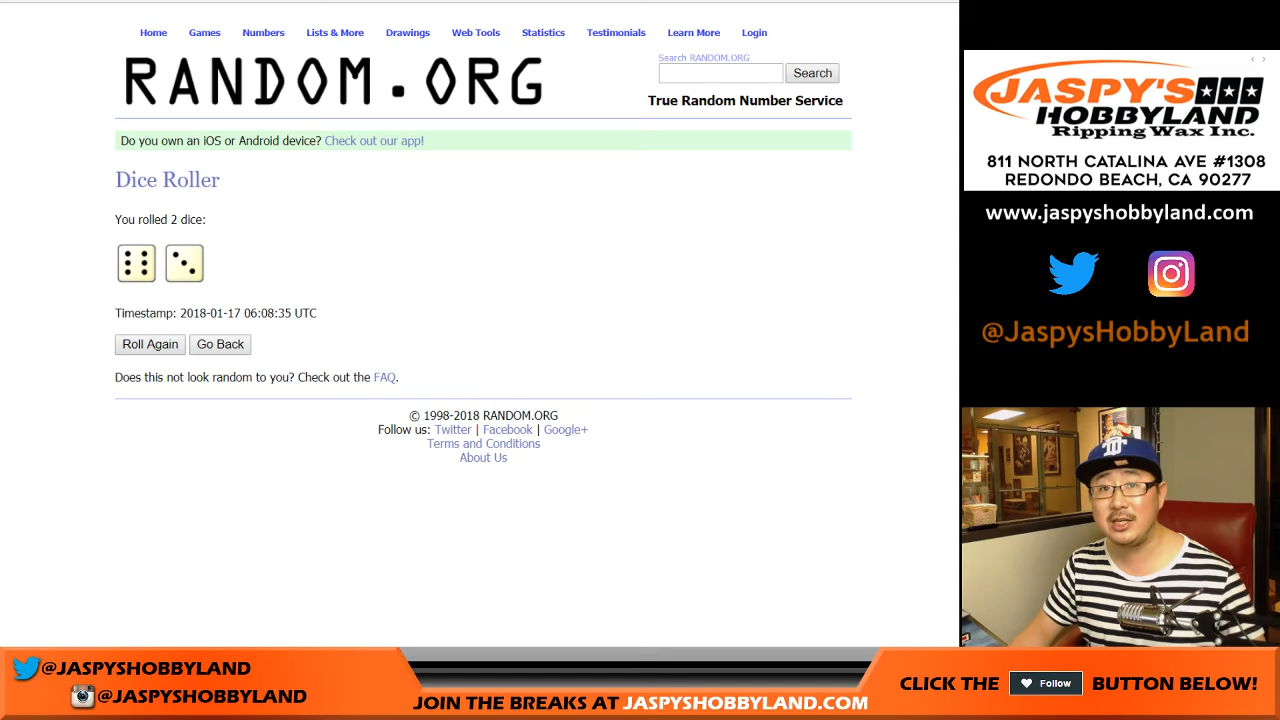 Home Games Numbers Lists & More Drawings Web Tools Statistics Testimonials Learn More Login
RANDOM.ORG
Search RANDOM.ORG
Search
True Random Number Service
Do you own an iOS or Android device? Check out our app!
Dice Roller
You rolled 2 dice:
Timestamp: 2018-01-17 06:08:35 UTC
Roll Again Go Back
Does this not look random to you? Check out the FAQ.
© 1998-2018 RANDOM.ORG
Follow us: Twitter | Facebook | Google+
Terms and Conditions
About Us
JASPY'S
HOBBYLAND
Ripping Wax Inc.
811 NORTH CATALINA AVE #1308
REDONDO BEACH, CA 90277
www.jaspyshobbyland.com
@JaspysHobbyLand
@JASPYSHOBBYLAND
@JASPYSHOBBYLAND
JOIN THE BREAKS AT JASPYSHOBBYLAND.COM
CLICK THE Follow BUTTON BELOW!